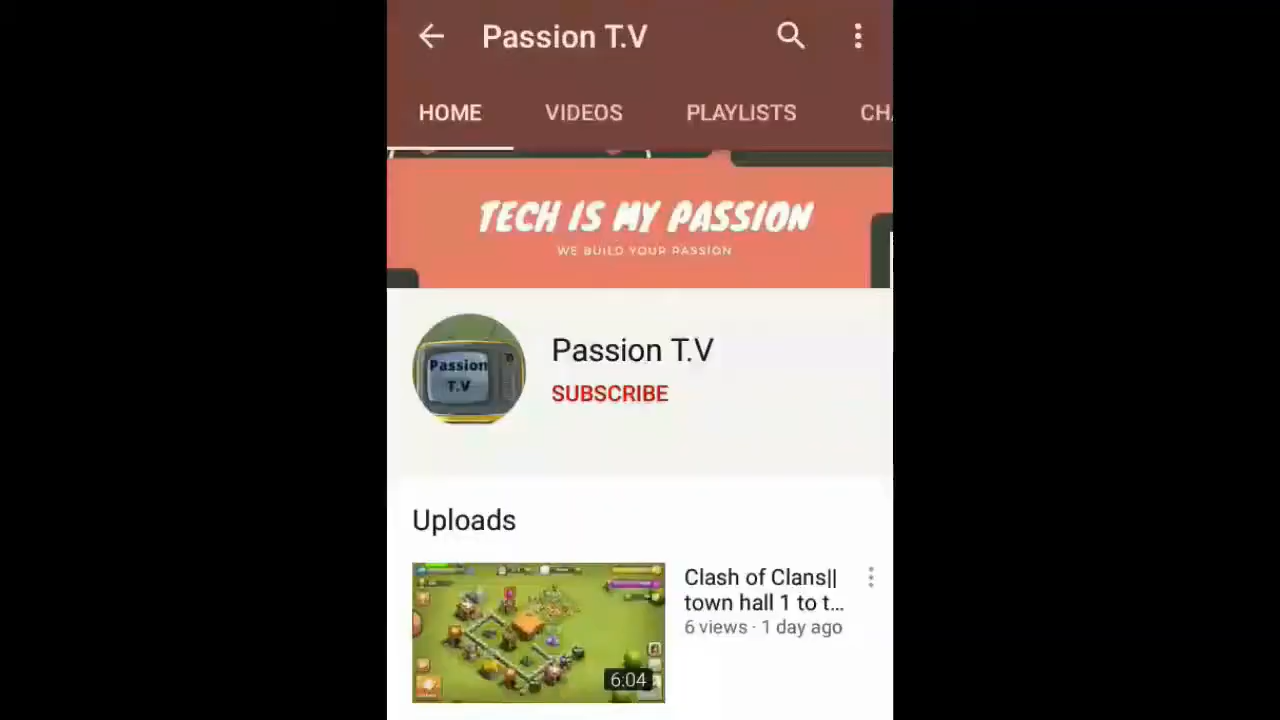 Passion T.V
HOME VIDEOS PLAYLISTS CH
TECH IS MY PASSION
WE BUILD YOUR PASSION
Passion
T.V
Passion T.V
SUBSCRIBE
Uploads
Clash of Clans||
town hall 1 to t...
6 views · 1 day ago
6:04